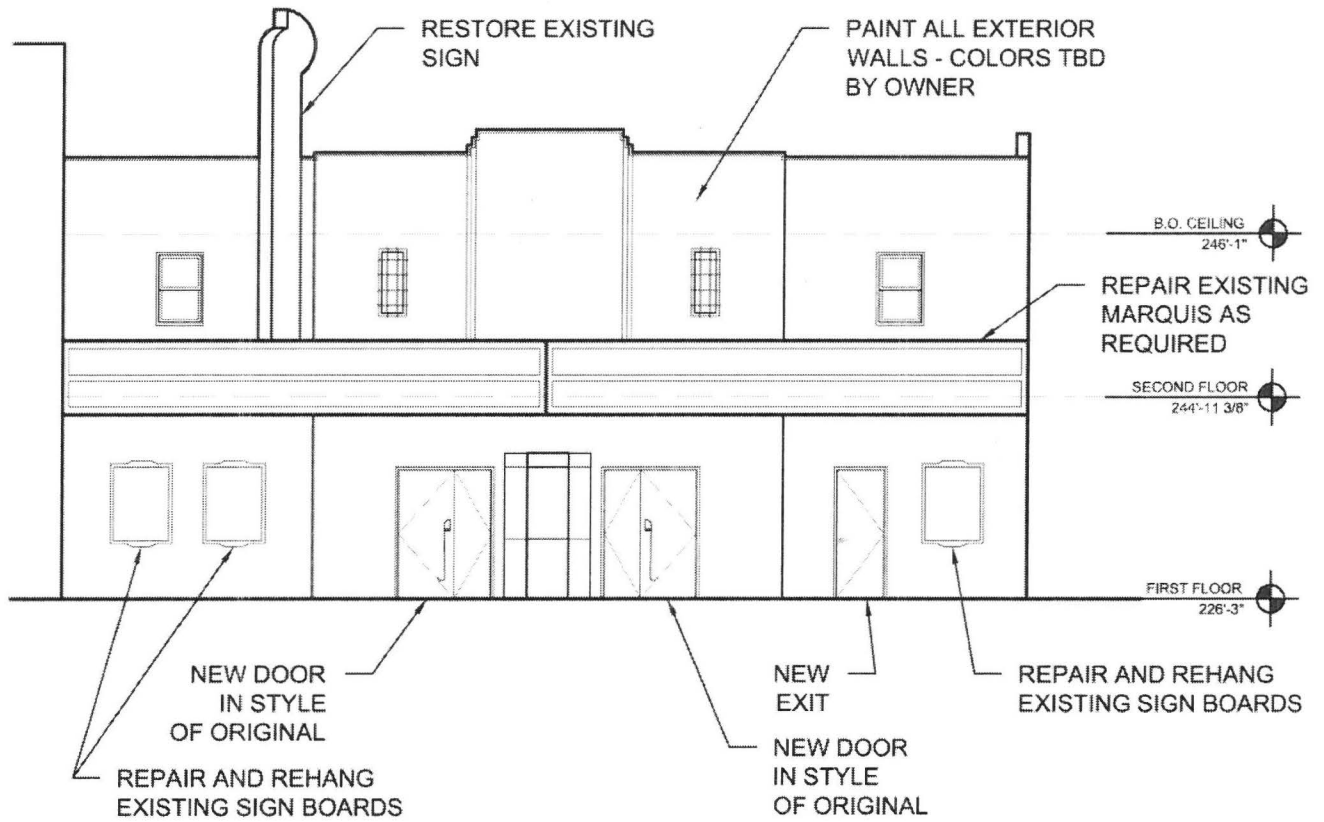 RESTORE EXISTING
SIGN
PAINT ALL EXTERIOR
WALLS - COLORS TBD
BY OWNER
B.O. CEILING
246'-1"
REPAIR EXISTING
MARQUIS AS
REQUIRED
SECOND FLOOR
244'-11 3/8"
FIRST FLOOR
226'-3"
NEW DOOR
IN STYLE
OF ORIGINAL
REPAIR AND REHANG
EXISTING SIGN BOARDS
NEW
EXIT
NEW DOOR
IN STYLE
OF ORIGINAL
REPAIR AND REHANG
EXISTING SIGN BOARDS